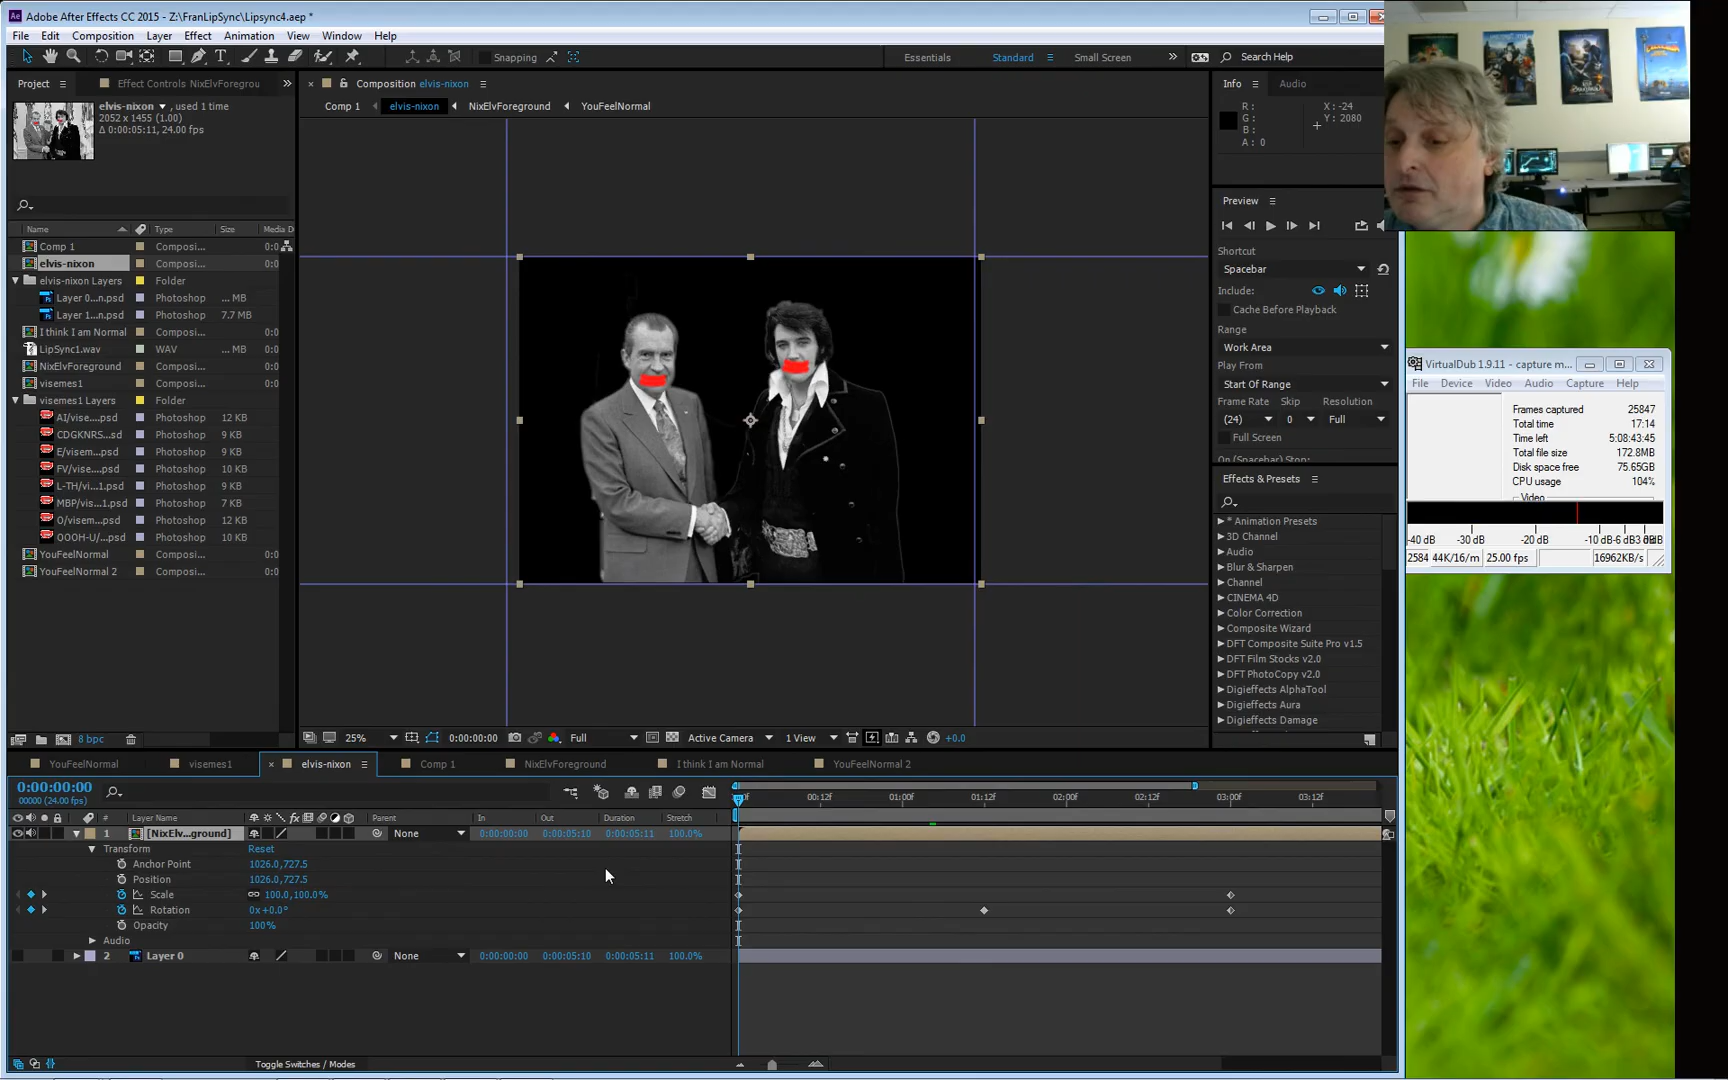 Adobe After Effects CC 2015 - Z:\FranLipSync\Lipsync4.aep *
File Edit Composition Layer Effect Animation View Window Help
Snapping
Essentials Standard Small Screen Search Help
Project Effect Controls NixElvForegrou
Composition elvis-nixon
Comp 1 elvis-nixon NixElvForeground YouFeelNormal
elvis-nixon , used 1 time
2052 x 1455 (1.00)
Δ 0:00:05:11, 24.00 fps
Name Type Size Media D
Comp 1 Composi... 0:0
elvis-nixon Composi... 0:0
elvis-nixon Layers Folder
Layer 0...n.psd Photoshop ... MB
Layer 1...n.psd Photoshop 7.7 MB
I think I am Normal Composi... 0:0
LipSync1.wav WAV ... MB 0:0
NixElvForeground Composi... 0:0
visemes1 Composi... 0:0
visemes1 Layers Folder
AI/vise....psd Photoshop 12 KB
CDGKNRS...sd Photoshop 9 KB
E/visem....psd Photoshop 9 KB
FV/vise....psd Photoshop 10 KB
L-TH/vi...1.psd Photoshop 9 KB
MBP/vis...1.psd Photoshop 7 KB
O/visem....psd Photoshop 12 KB
OOOH-U/....psd Photoshop 10 KB
YouFeelNormal Composi... 0:0
YouFeelNormal 2 Composi... 0:0
8 bpc
25% 0:00:00:00 Full Active Camera 1 View +0.0
Info Audio
R: X: -24
G: Y: 2080
B:
A: 0
Preview
Shortcut
Spacebar
Include:
Cache Before Playback
Range
Work Area
Play From
Start Of Range
Frame Rate Skip Resolution
(24) 0 Full
Full Screen
On (Spacebar) Stop:
Effects & Presets
* Animation Presets
3D Channel
Audio
Blur & Sharpen
Channel
CINEMA 4D
Color Correction
Composite Wizard
DFT Composite Suite Pro v1.5
DFT Film Stocks v2.0
DFT PhotoCopy v2.0
Digieffects AlphaTool
Digieffects Aura
Digieffects Damage
VirtualDub 1.9.11 - capture m...
File Device Video Audio Capture Help
Frames captured 25847
Total time 17:14
Time left 5:08:43:45
Total file size 172.8MB
Disk space free 75.65GB
CPU usage 104%
Video
-40 dB -30 dB -20 dB -10 dB
2584 44K/16/m 25.00 fps 16962KB/s
YouFeelNormal visemes1 elvis-nixon Comp 1 NixElvForeground I think I am Normal YouFeelNormal 2
0:00:00:00
00000 (24.00 fps)
00:12f 01:00f 01:12f 02:00f 02:12f 03:00f 03:12f
# Layer Name Parent In Out Duration Stretch
1 [NixElv...ground] None 0:00:00:00 0:00:05:10 0:00:05:11 100.0%
Transform Reset
Anchor Point 1026.0,727.5
Position 1026.0,727.5
Scale 100.0,100.0%
Rotation 0x+0.0°
Opacity 100%
Audio
2 Layer 0 None 0:00:00:00 0:00:05:10 0:00:05:11 100.0%
Toggle Switches / Modes